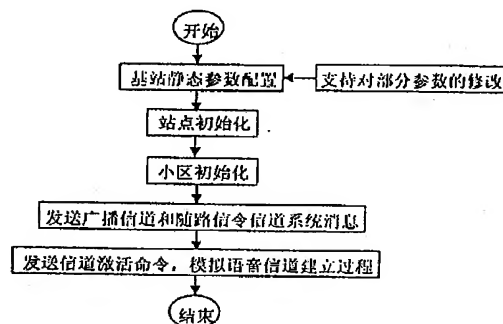 开始
基站静态参数配置
支持对部分参数的修改
站点初始化
小区初始化
发送广播信道和随路信令信道系统消息
发送信道激活命令，模拟语音信道建立过程
结束